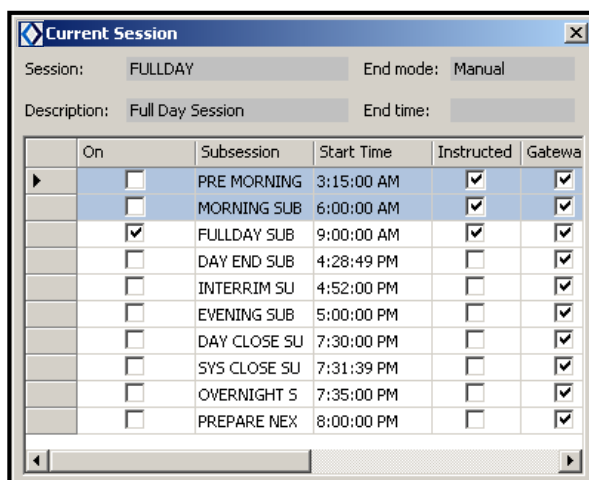 Current Session
Session: FULLDAY End mode: Manual
Description: Full Day Session End time:
On Subsession Start Time Instructed Gatewa
PRE MORNING 3:15:00 AM
MORNING SUB 6:00:00 AM
FULLDAY SUB 9:00:00 AM
DAY END SUB 4:28:49 PM
INTERRIM SU 4:52:00 PM
EVENING SUB 5:00:00 PM
DAY CLOSE SU 7:30:00 PM
SYS CLOSE SU 7:31:39 PM
OVERNIGHT S 7:35:00 PM
PREPARE NEX 8:00:00 PM